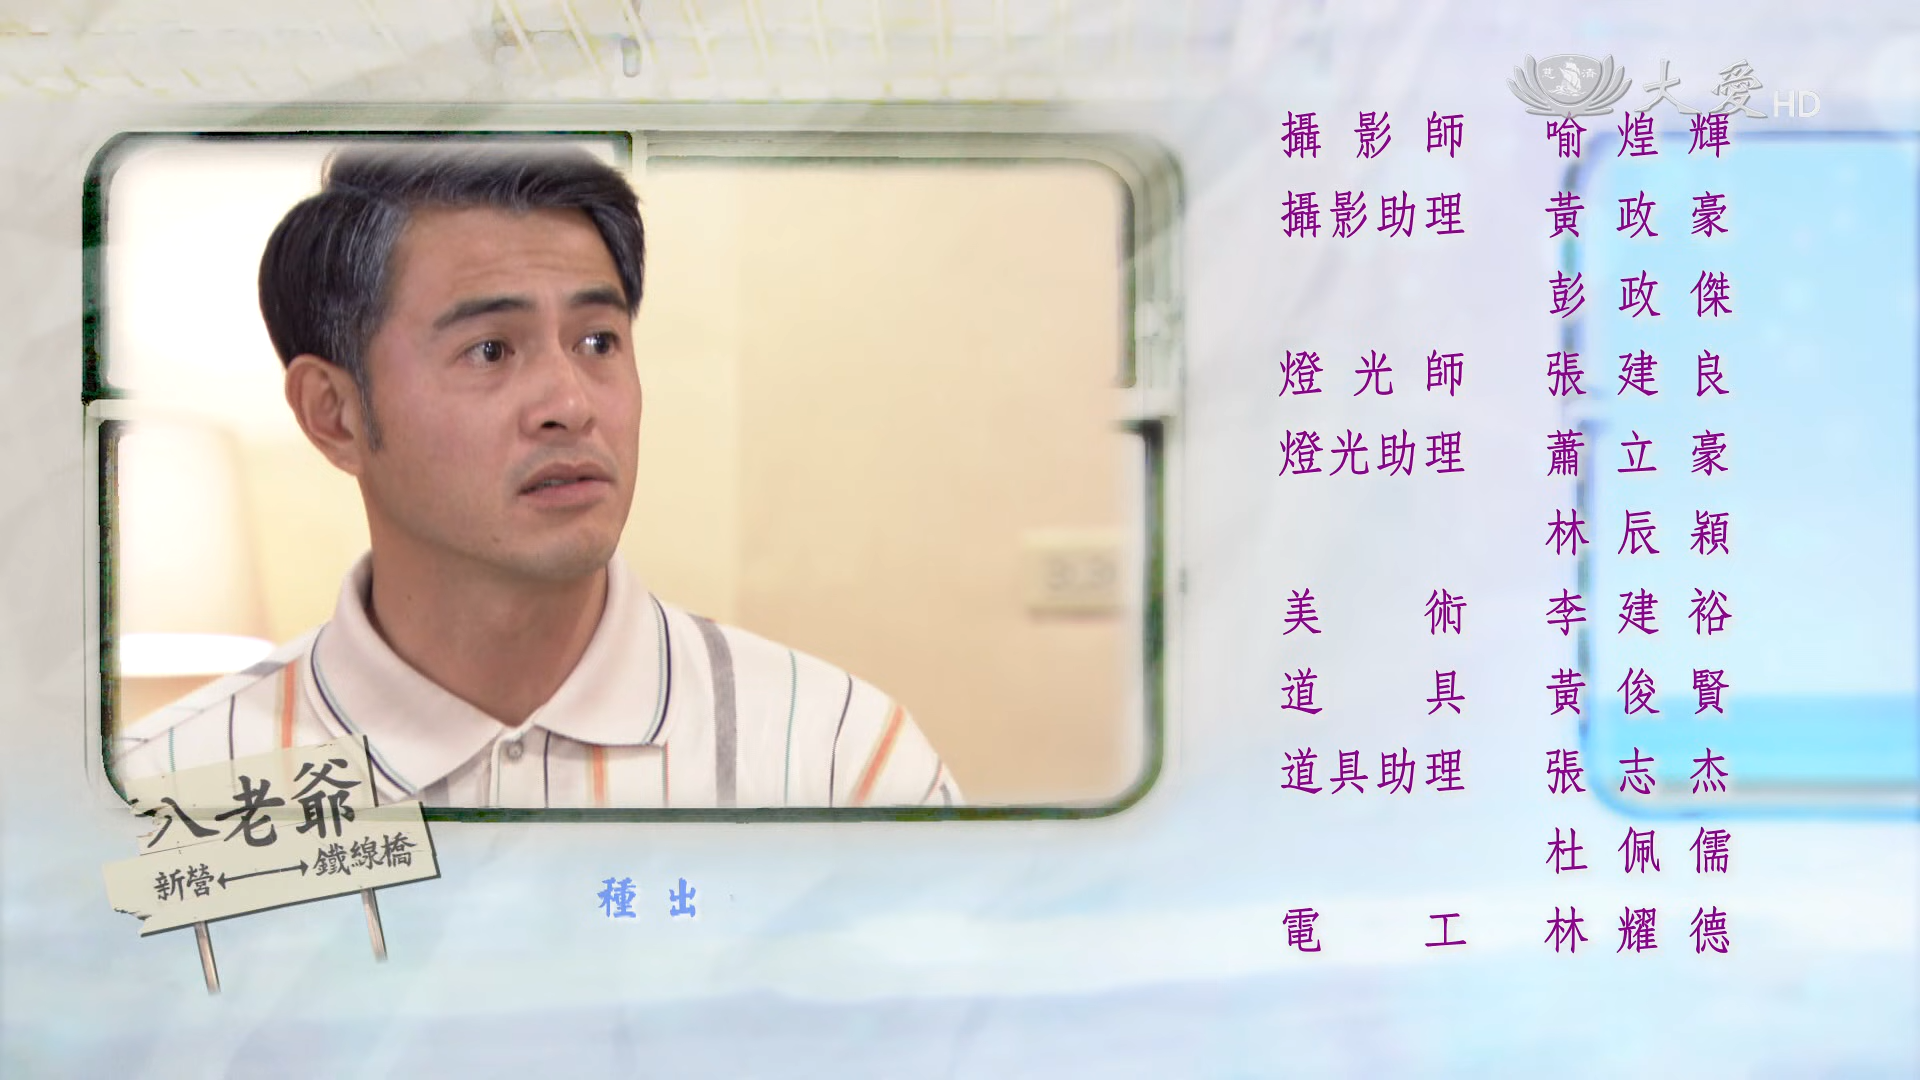 慈濟
大愛HD
攝影師 喻煌輝
攝影助理 黃政豪
彭政傑
燈光師 張建良
燈光助理 蕭立豪
林辰穎
美術 李建裕
道具 黃俊賢
道具助理 張志杰
杜佩儒
電工 林耀德
八老爺
新營←→鐵線橋
種出